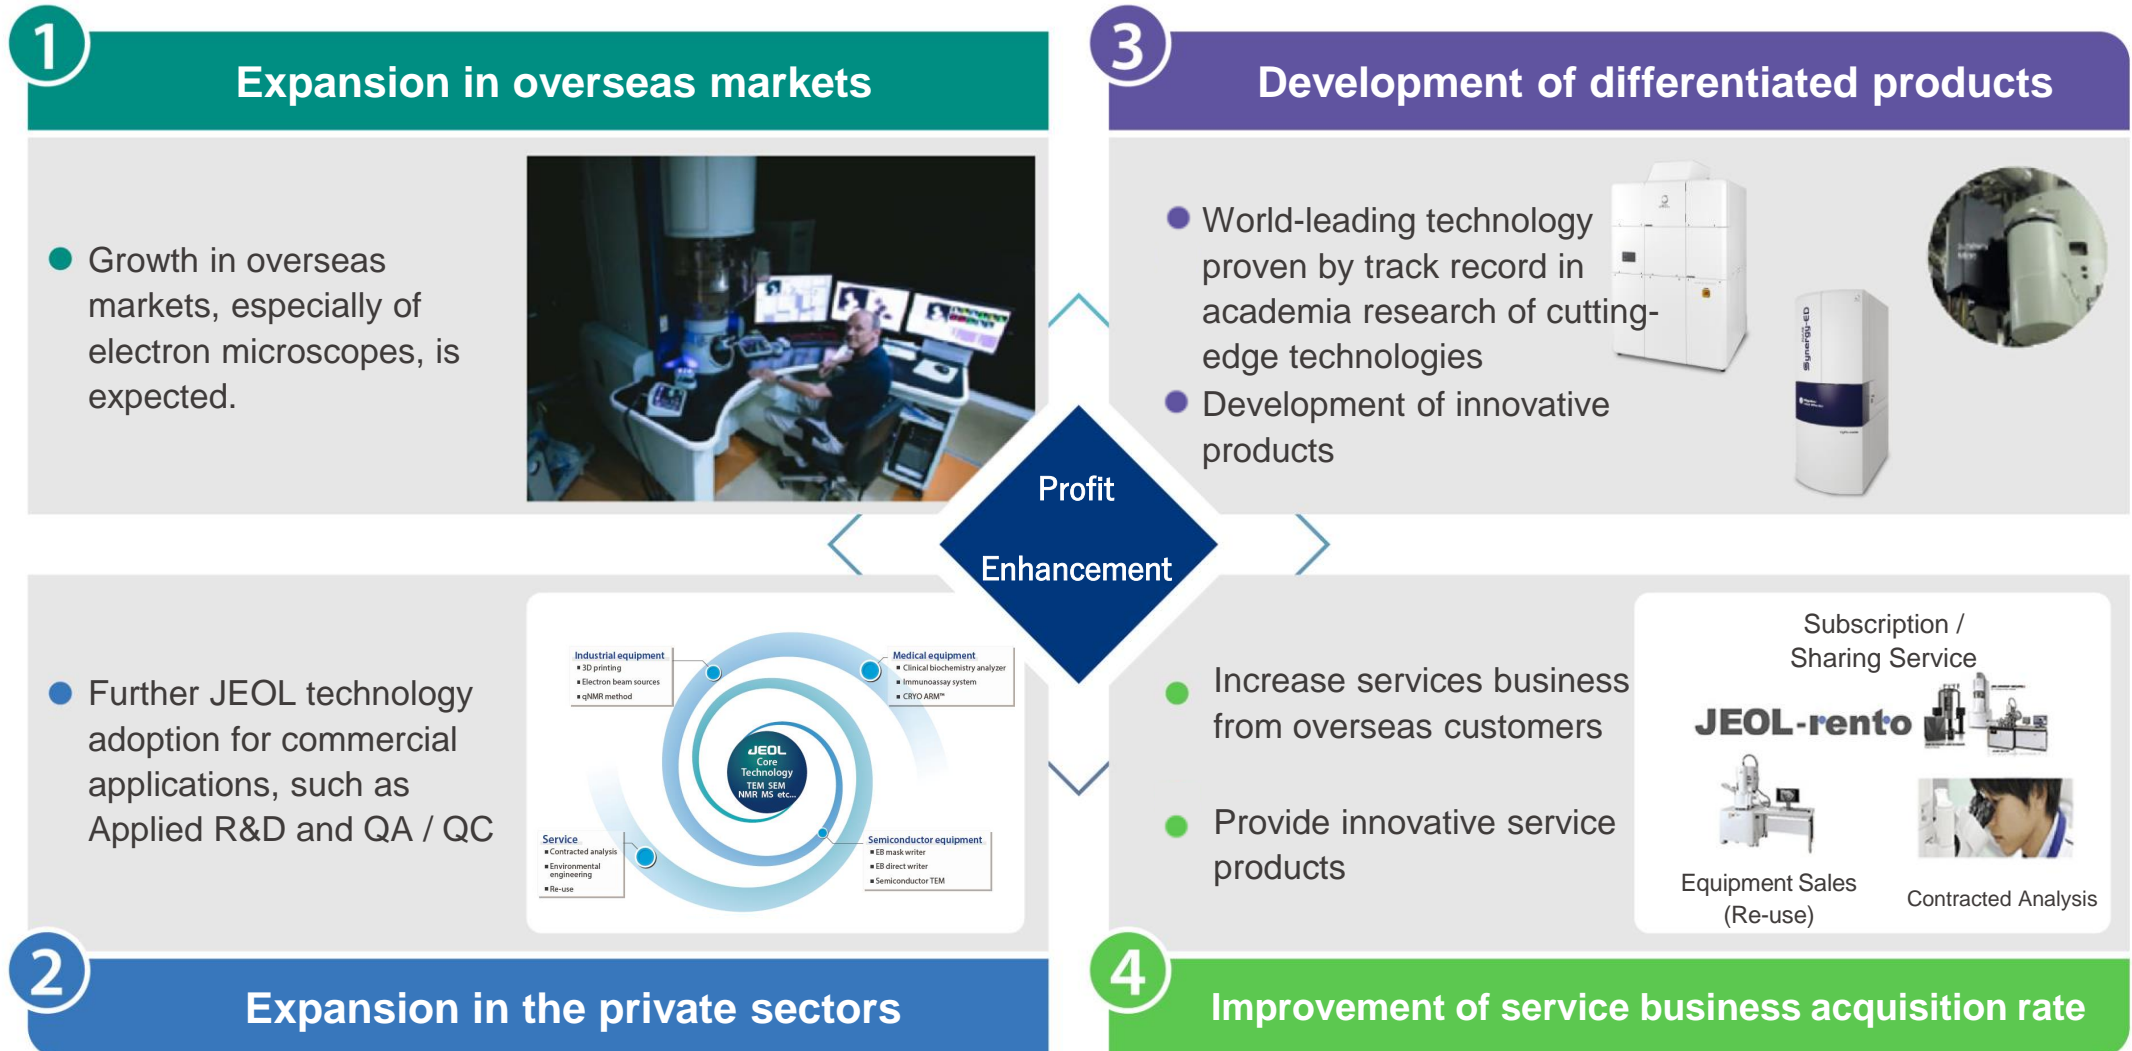 1
Expansion in overseas markets
● Growth in overseas
markets, especially of
electron microscopes, is
expected.
3
Development of differentiated products
● World-leading technology
proven by track record in
academia research of cutting-
edge technologies
● Development of innovative
products
Synergy-ED
Profit
Enhancement
● Further JEOL technology
adoption for commercial
applications, such as
Applied R&D and QA / QC
Industrial equipment
■ 3D printing
■ Electron beam sources
■ qNMR method
Medical equipment
■ Clinical biochemistry analyzer
■ Immunoassay system
■ CRYO ARM™
JEOL
Core
Technology
TEM SEM
NMR MS etc...
Service
■ Contracted analysis
■ Environmental
engineering
■ Re-use
Semiconductor equipment
■ EB mask writer
■ EB direct writer
■ Semiconductor TEM
2
Expansion in the private sectors
● Increase services business
from overseas customers
● Provide innovative service
products
Subscription /
Sharing Service
JEOL-rento
Equipment Sales
(Re-use)
Contracted Analysis
4
Improvement of service business acquisition rate